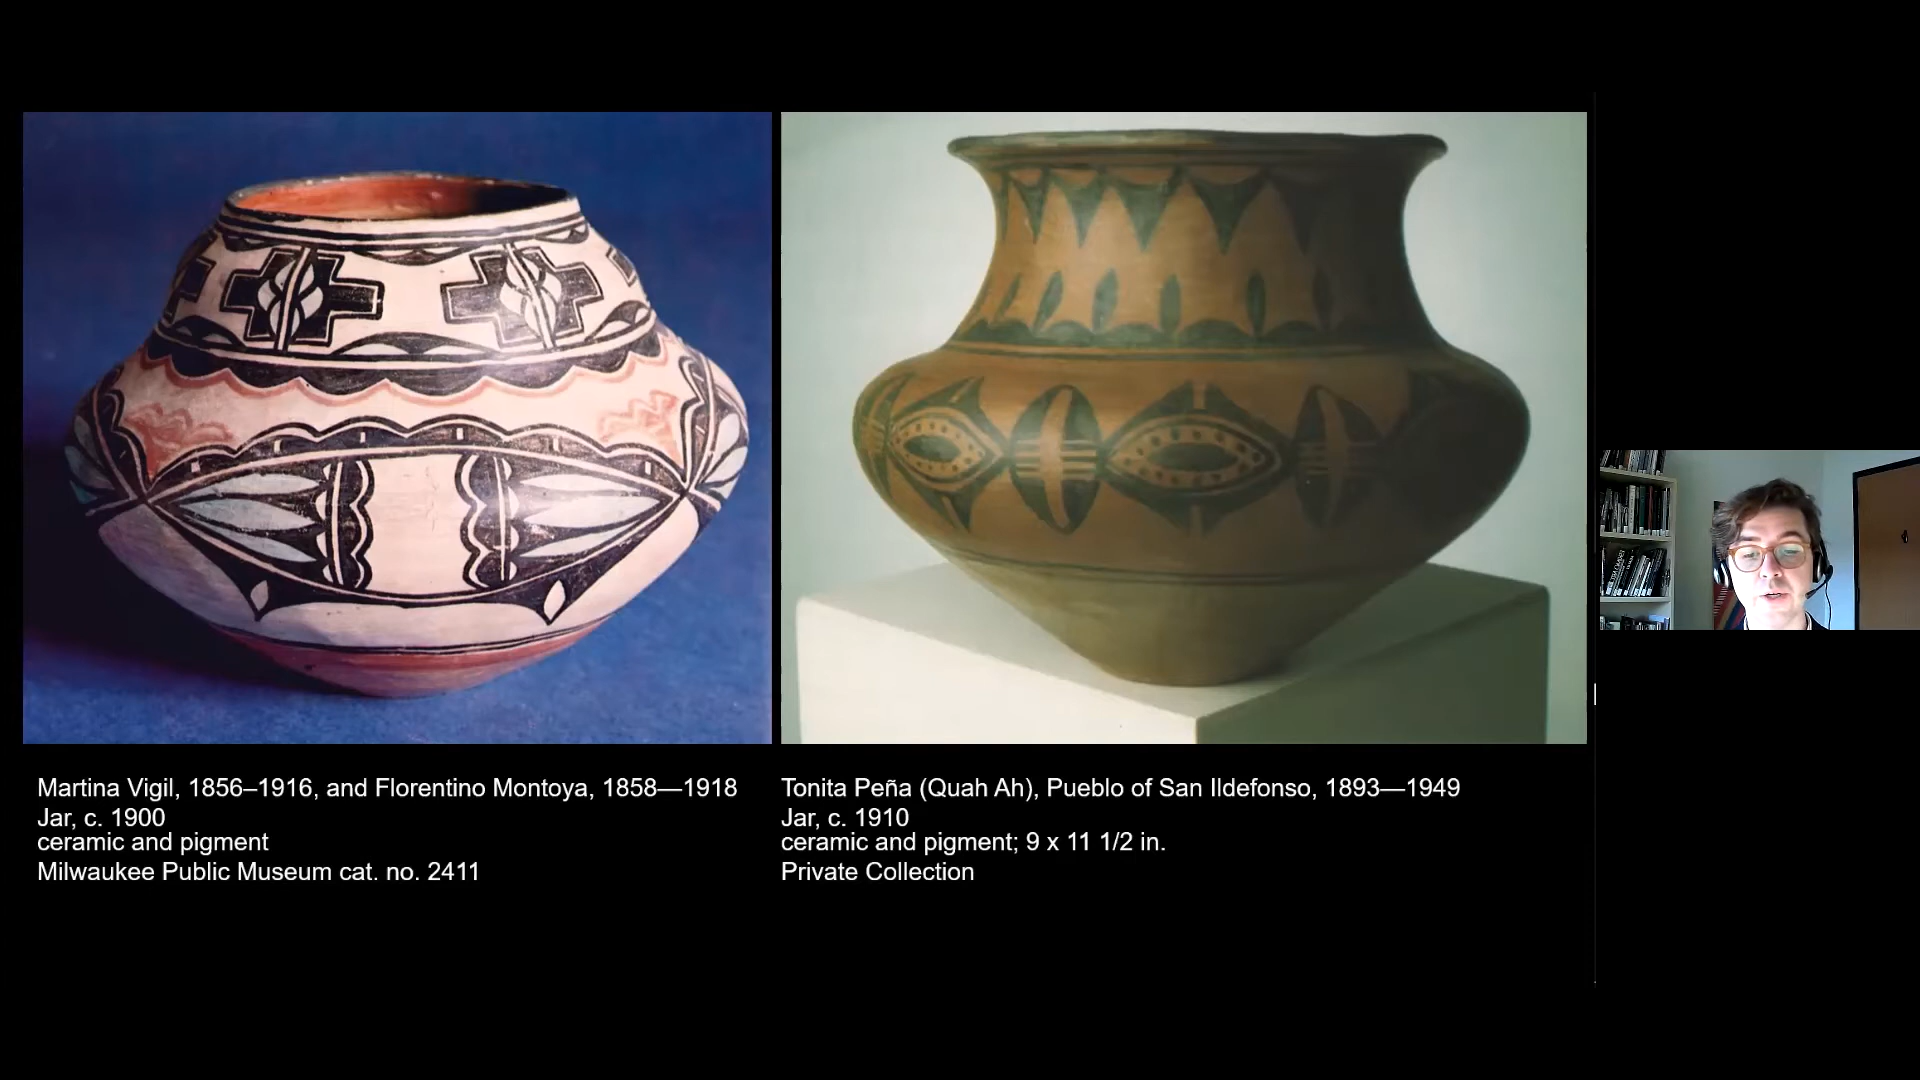 Martina Vigil, 1856–1916, and Florentino Montoya, 1858—1918
Jar, c. 1900
ceramic and pigment
Milwaukee Public Museum cat. no. 2411
Tonita Peña (Quah Ah), Pueblo of San Ildefonso, 1893—1949
Jar, c. 1910
ceramic and pigment; 9 x 11 1/2 in.
Private Collection